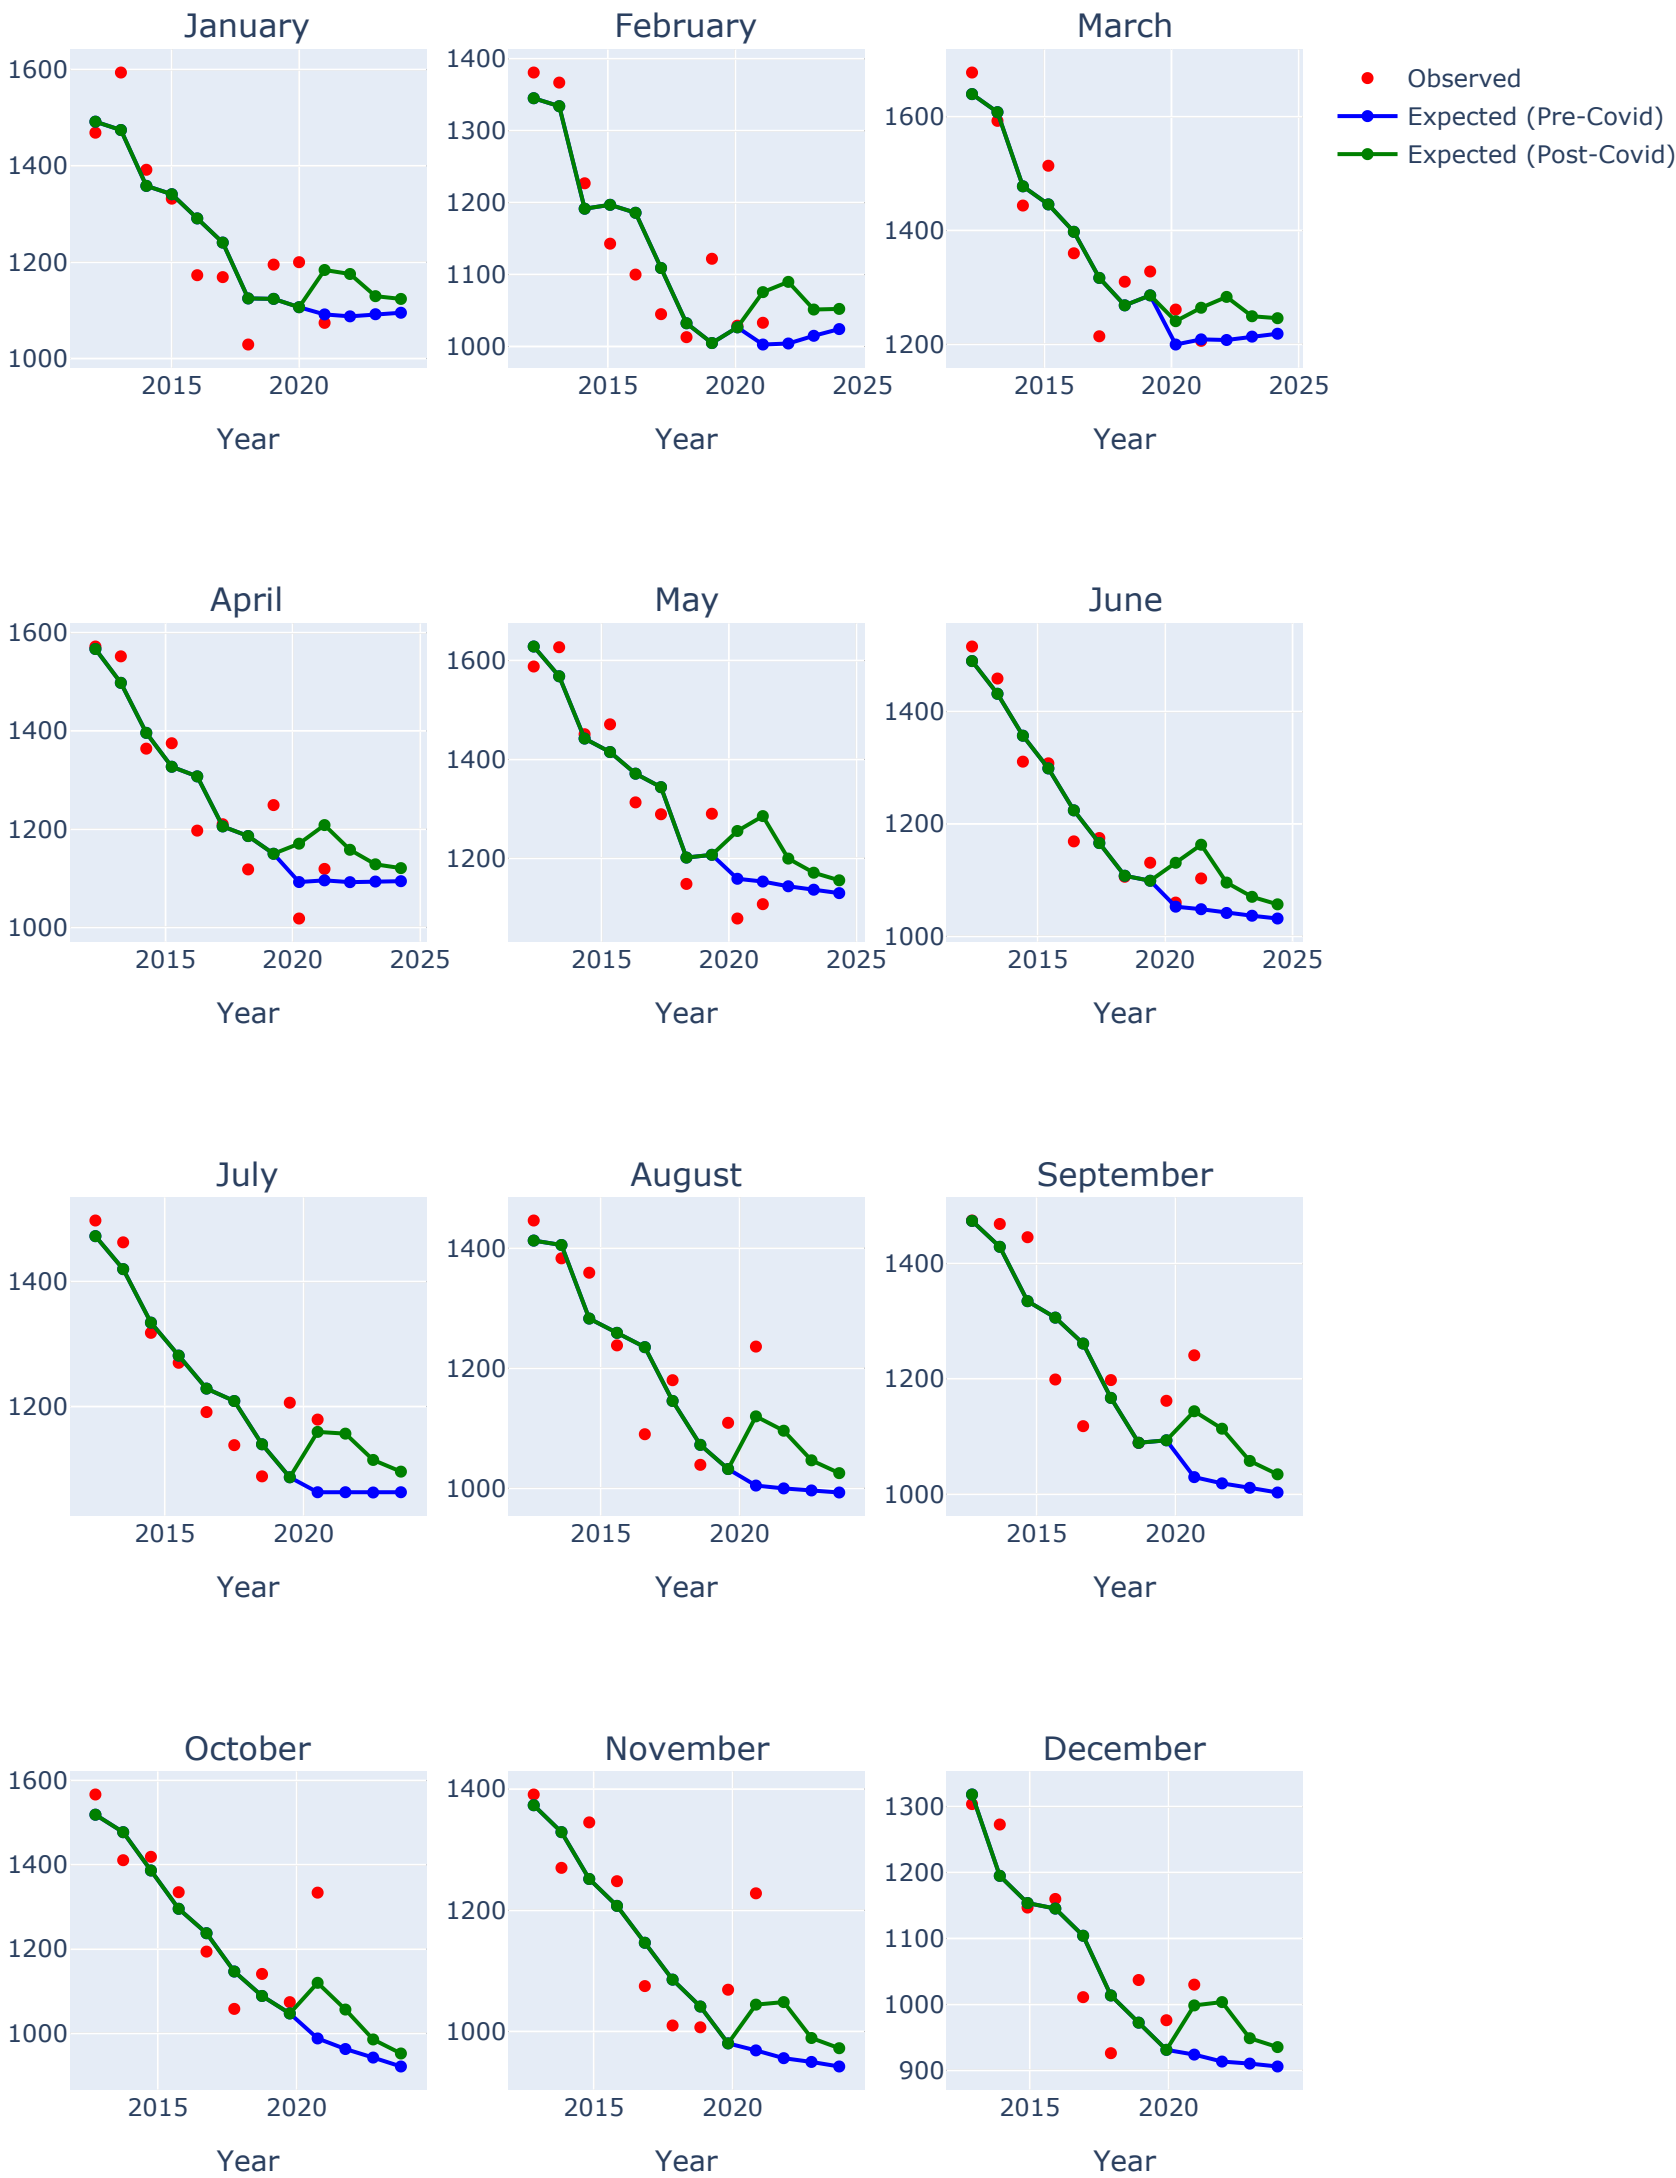 January February March
1600
1400
1200
1000
2015 2020
Year
1400
1300
1200
1100
1000
2015 2020 2025
Year
1600
1400
1200
2015 2020 2025
Year
Observed
Expected (Pre-Covid)
Expected (Post-Covid)
April May June
1600
1400
1200
1000
2015 2020 2025
Year
1600
1400
1200
2015 2020 2025
Year
1400
1200
1000
2015 2020 2025
Year
July August September
1400
1200
2015 2020
Year
1400
1200
1000
2015 2020
Year
1400
1200
1000
2015 2020
Year
October November December
1600
1400
1200
1000
2015 2020
Year
1400
1200
1000
2015 2020
Year
1300
1200
1100
1000
900
2015 2020
Year